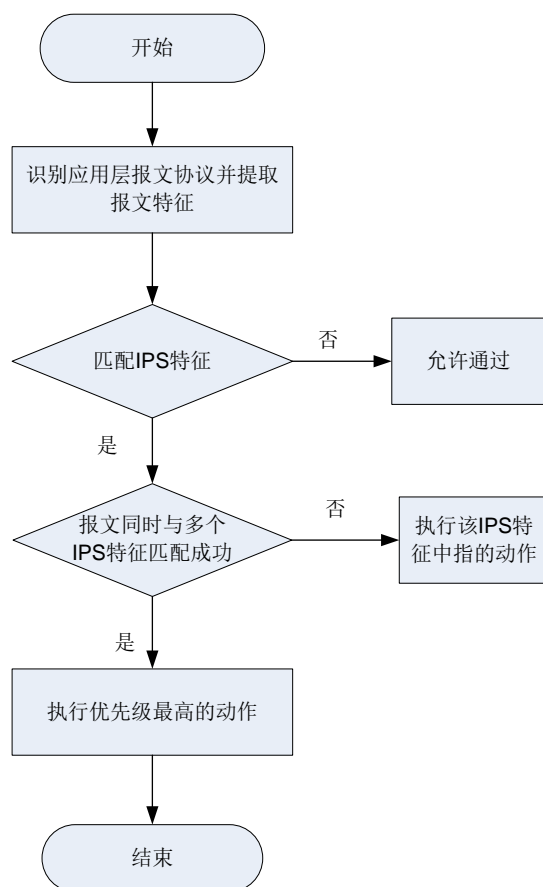 开始
识别应用层报文协议并提取
报文特征
匹配IPS特征
否
允许通过
是
报文同时与多个
IPS特征匹配成功
否
执行该IPS特
征中指的动作
是
执行优先级最高的动作
结束